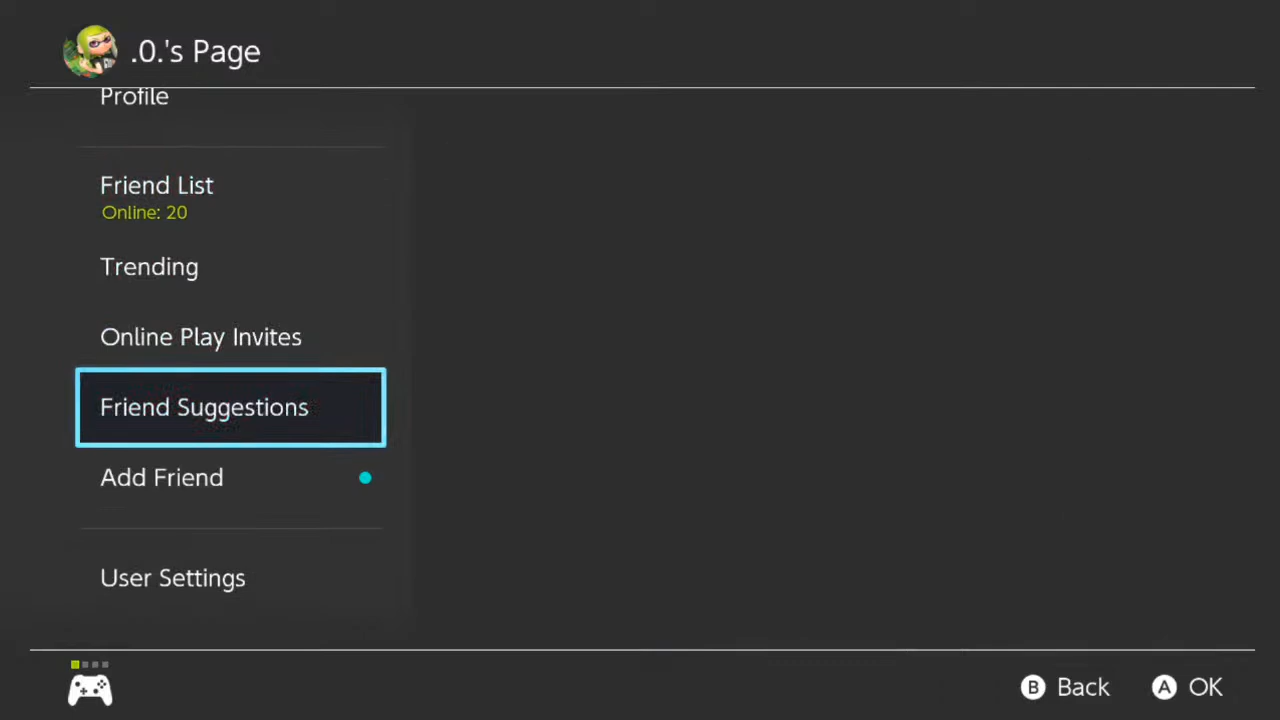 .0.'s Page
Profile
Friend List
Online: 20
Trending
Online Play Invites
Friend Suggestions
Add Friend
User Settings
B Back
A OK